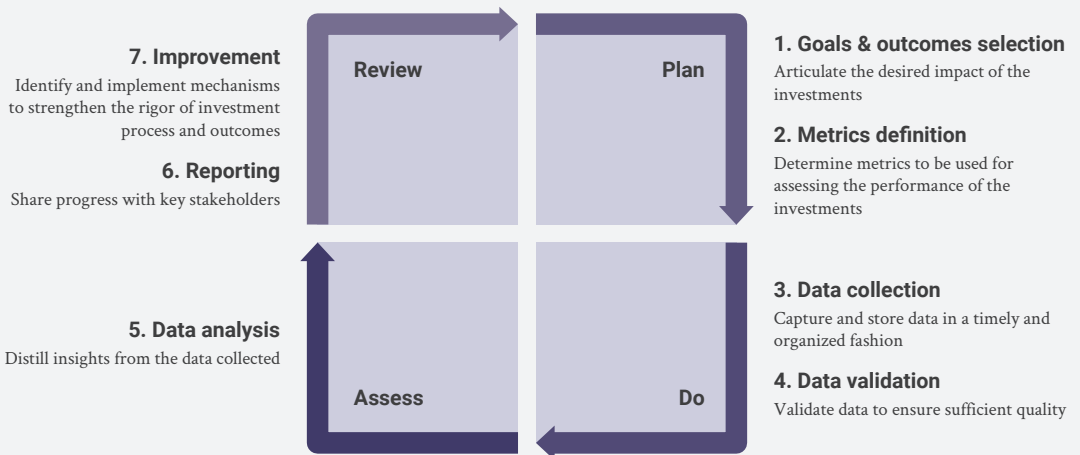 7. Improvement
Identify and implement mechanisms
to strengthen the rigor of investment
process and outcomes
6. Reporting
Share progress with key stakeholders
Review
Plan
1. Goals & outcomes selection
Articulate the desired impact of the
investments
2. Metrics definition
Determine metrics to be used for
assessing the performance of the
investments
5. Data analysis
Distill insights from the data collected
Assess
Do
3. Data collection
Capture and store data in a timely and
organized fashion
4. Data validation
Validate data to ensure sufficient quality